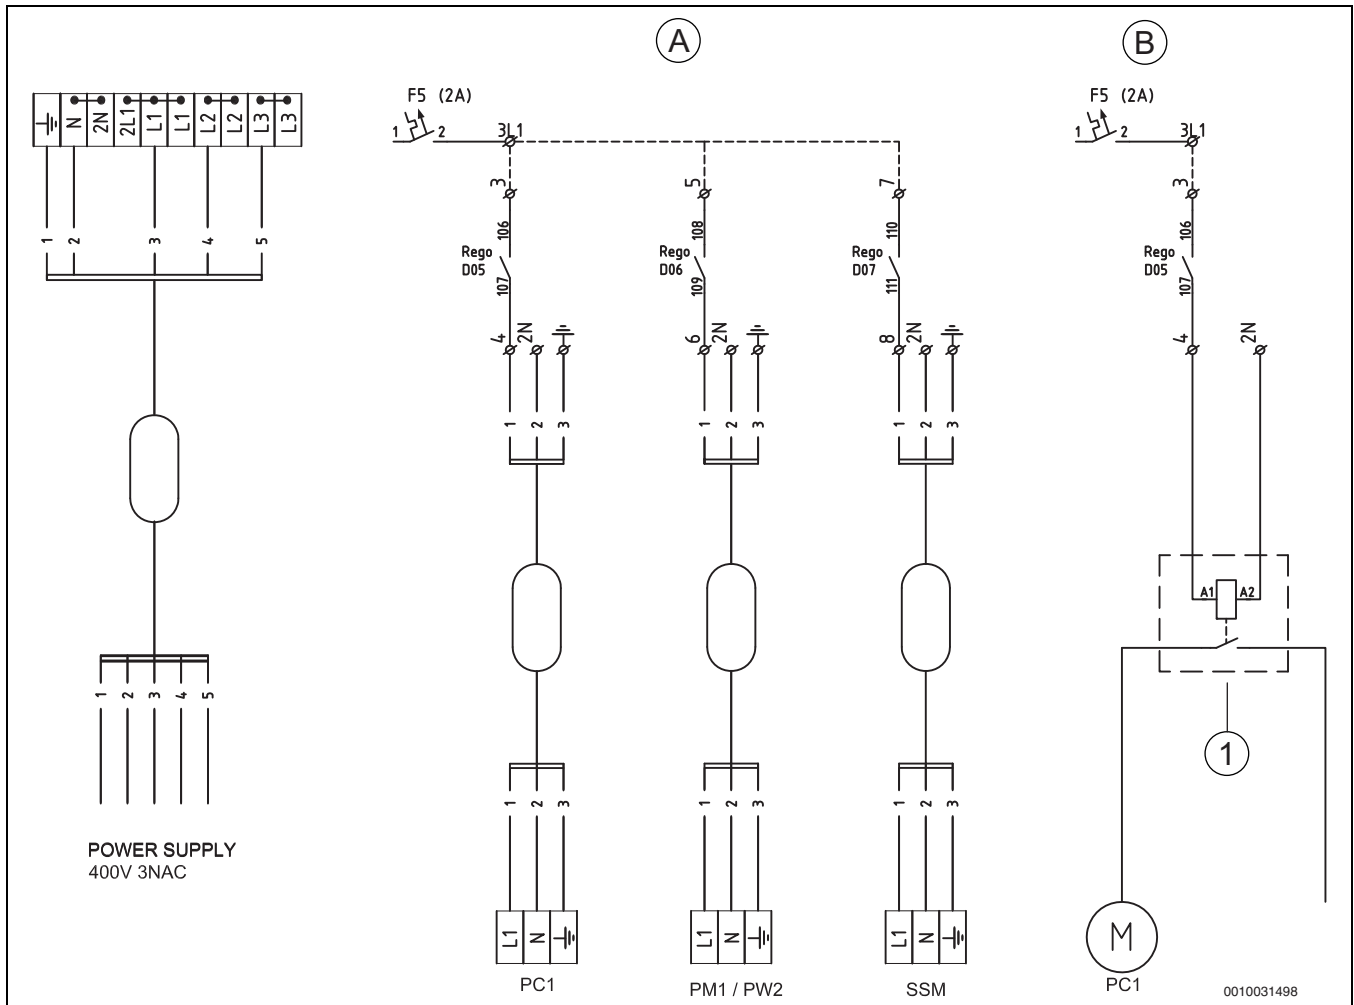 A
B
F5 (2A)
F5 (2A)
N
2N
2L1
L1
L1
L2
L2
L3
L3
1
2
3L1
1
2
3L1
3
5
7
3
106
108
110
106
1
2
3
4
5
Rego
D05
Rego
D06
Rego
D07
Rego
D05
107
109
111
107
4
2N
6
2N
8
2N
4
2N
1
2
3
1
2
3
1
2
3
A1
A2
1
2
3
4
5
1
1
2
3
1
2
3
1
2
3
POWER SUPPLY
400V 3NAC
L1
N
L1
N
L1
N
M
PC1
PM1 / PW2
SSM
PC1
0010031498